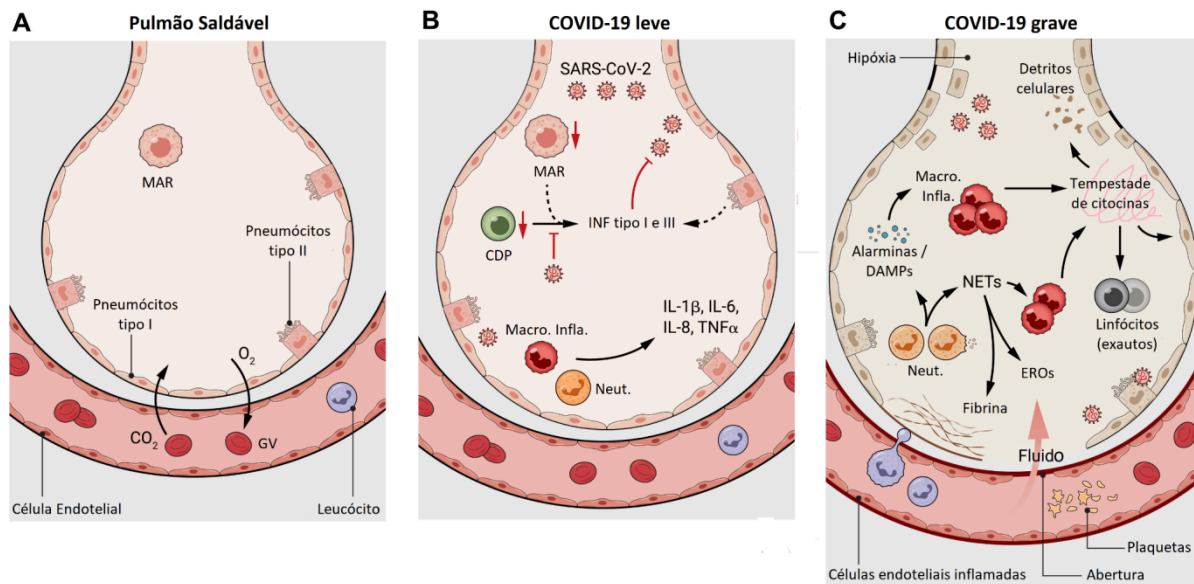 A
Pulmão Saldável
MAR
Pneumócitos
tipo II
Pneumócitos
tipo I
O2
CO2
GV
Célula Endotelial
Leucócito
B
COVID-19 leve
SARS-CoV-2
MAR
CDP
INF tipo I e III
IL-1β, IL-6,
IL-8, TNFα
Macro. Infla.
Neut.
C
COVID-19 grave
Hipóxia
Detritos
celulares
Macro.
Infla.
Tempestade
de citocinas
Alarminas /
DAMPs
NETs
Linfócitos
(exautos)
Neut.
EROs
Fibrina
Fluido
Plaquetas
Células endoteliais inflamadas
Abertura